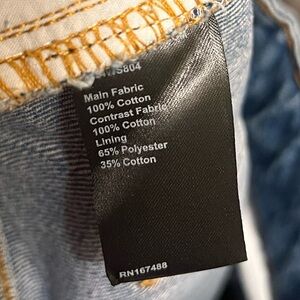 Main Fabric
100% Cotton
Contrast Fabric
100% Cotton
Lining
65% Polyester
35% Cotton
RN167488